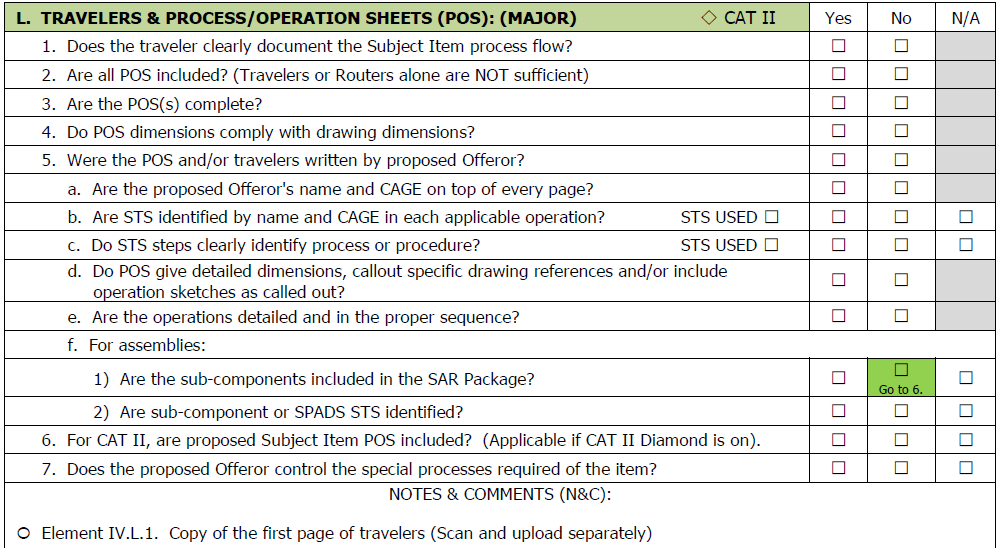 L. TRAVELERS & PROCESS/OPERATION SHEETS (POS): (MAJOR) ◇ CAT II Yes No N/A
1. Does the traveler clearly document the Subject Item process flow? ☐ ☐
2. Are all POS included? (Travelers or Routers alone are NOT sufficient) ☐ ☐
3. Are the POS(s) complete? ☐ ☐
4. Do POS dimensions comply with drawing dimensions? ☐ ☐
5. Were the POS and/or travelers written by proposed Offeror? ☐ ☐
a. Are the proposed Offeror's name and CAGE on top of every page? ☐ ☐
b. Are STS identified by name and CAGE in each applicable operation? STS USED ☐ ☐ ☐ ☐
c. Do STS steps clearly identify process or procedure? STS USED ☐ ☐ ☐ ☐
d. Do POS give detailed dimensions, callout specific drawing references and/or include
operation sketches as called out? ☐ ☐
e. Are the operations detailed and in the proper sequence? ☐ ☐
f. For assemblies:
1) Are the sub-components included in the SAR Package? ☐ ☐ ☐
Go to 6.
2) Are sub-component or SPADS STS identified? ☐ ☐ ☐
6. For CAT II, are proposed Subject Item POS included? (Applicable if CAT II Diamond is on). ☐ ☐ ☐
7. Does the proposed Offeror control the special processes required of the item? ☐ ☐ ☐
NOTES & COMMENTS (N&C):
○ Element IV.L.1. Copy of the first page of travelers (Scan and upload separately)